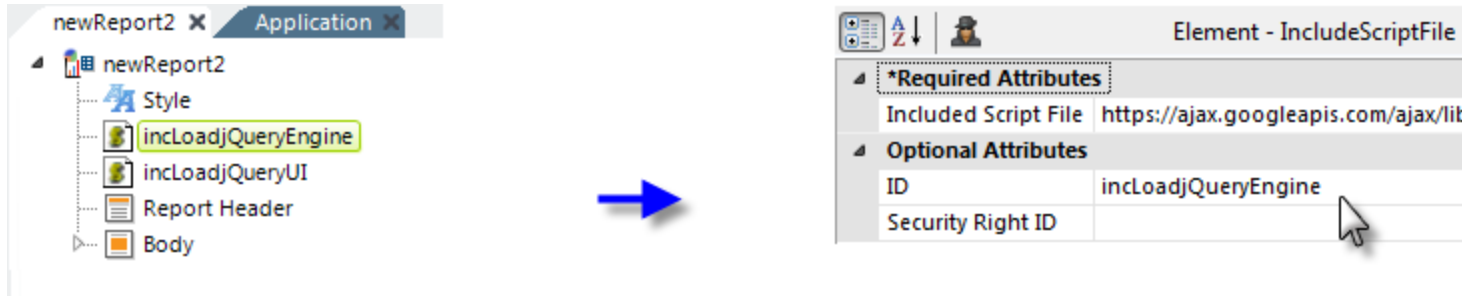 newReport2 Application
newReport2
Style
incLoadjQueryEngine
incLoadjQueryUI
Report Header
Body
A Z Element - IncludeScriptFile
*Required Attributes
Included Script File https://ajax.googleapis.com/ajax/lib
Optional Attributes
ID incLoadjQueryEngine
Security Right ID